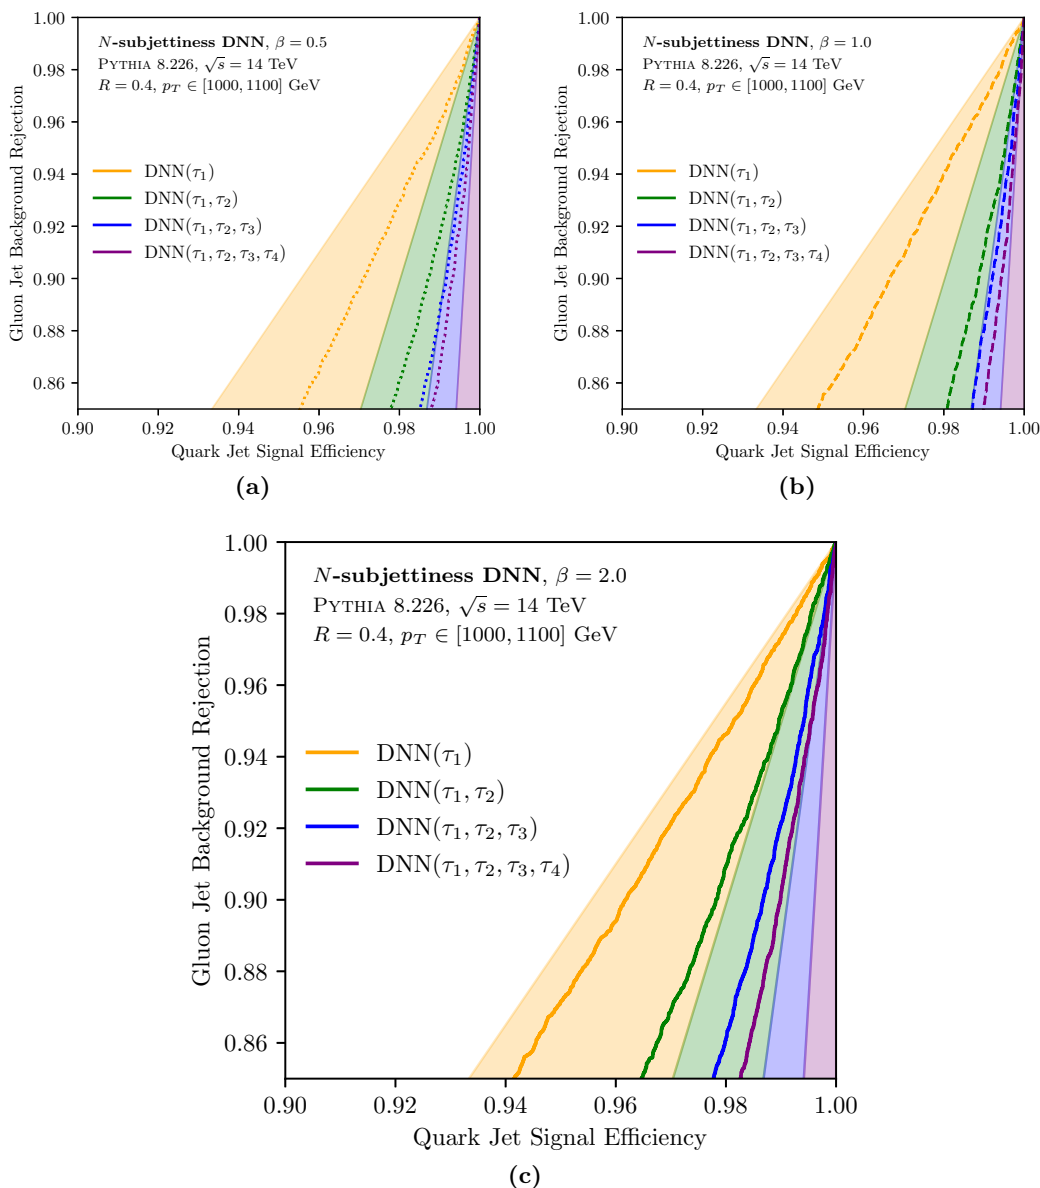 N-subjettiness DNN, β = 0.5
PYTHIA 8.226, √s = 14 TeV
R = 0.4, p_T ∈ [1000, 1100] GeV
DNN(τ₁)
DNN(τ₁, τ₂)
DNN(τ₁, τ₂, τ₃)
DNN(τ₁, τ₂, τ₃, τ₄)
Gluon Jet Background Rejection
1.00
0.98
0.96
0.94
0.92
0.90
0.88
0.86
0.90 0.92 0.94 0.96 0.98 1.00
Quark Jet Signal Efficiency
(a)
N-subjettiness DNN, β = 1.0
PYTHIA 8.226, √s = 14 TeV
R = 0.4, p_T ∈ [1000, 1100] GeV
DNN(τ₁)
DNN(τ₁, τ₂)
DNN(τ₁, τ₂, τ₃)
DNN(τ₁, τ₂, τ₃, τ₄)
Gluon Jet Background Rejection
1.00
0.98
0.96
0.94
0.92
0.90
0.88
0.86
0.90 0.92 0.94 0.96 0.98 1.00
Quark Jet Signal Efficiency
(b)
N-subjettiness DNN, β = 2.0
PYTHIA 8.226, √s = 14 TeV
R = 0.4, p_T ∈ [1000, 1100] GeV
DNN(τ₁)
DNN(τ₁, τ₂)
DNN(τ₁, τ₂, τ₃)
DNN(τ₁, τ₂, τ₃, τ₄)
Gluon Jet Background Rejection
1.00
0.98
0.96
0.94
0.92
0.90
0.88
0.86
0.90 0.92 0.94 0.96 0.98 1.00
Quark Jet Signal Efficiency
(c)